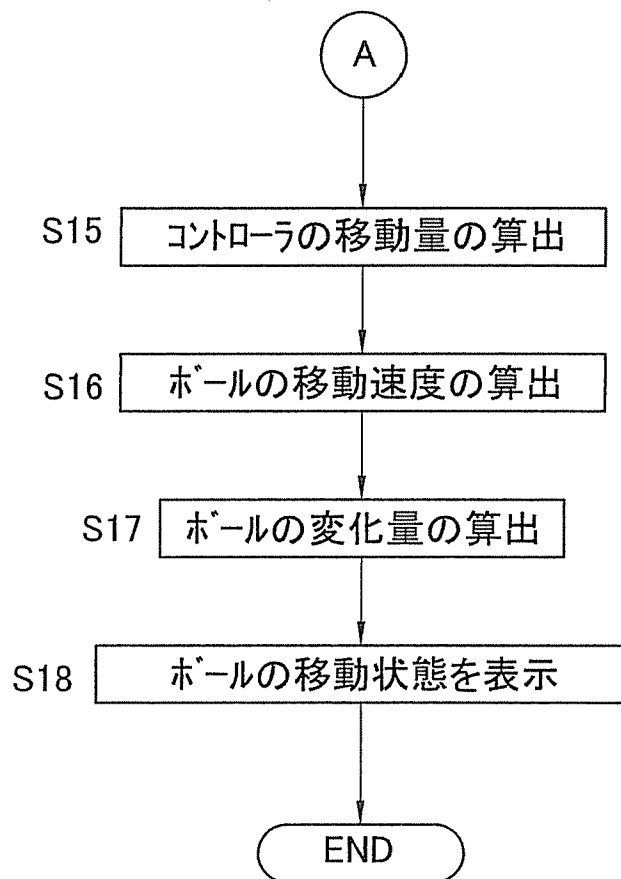 A
S15 コントローラの移動量の算出
S16 ボールの移動速度の算出
S17 ボールの変化量の算出
S18 ボールの移動状態を表示
END